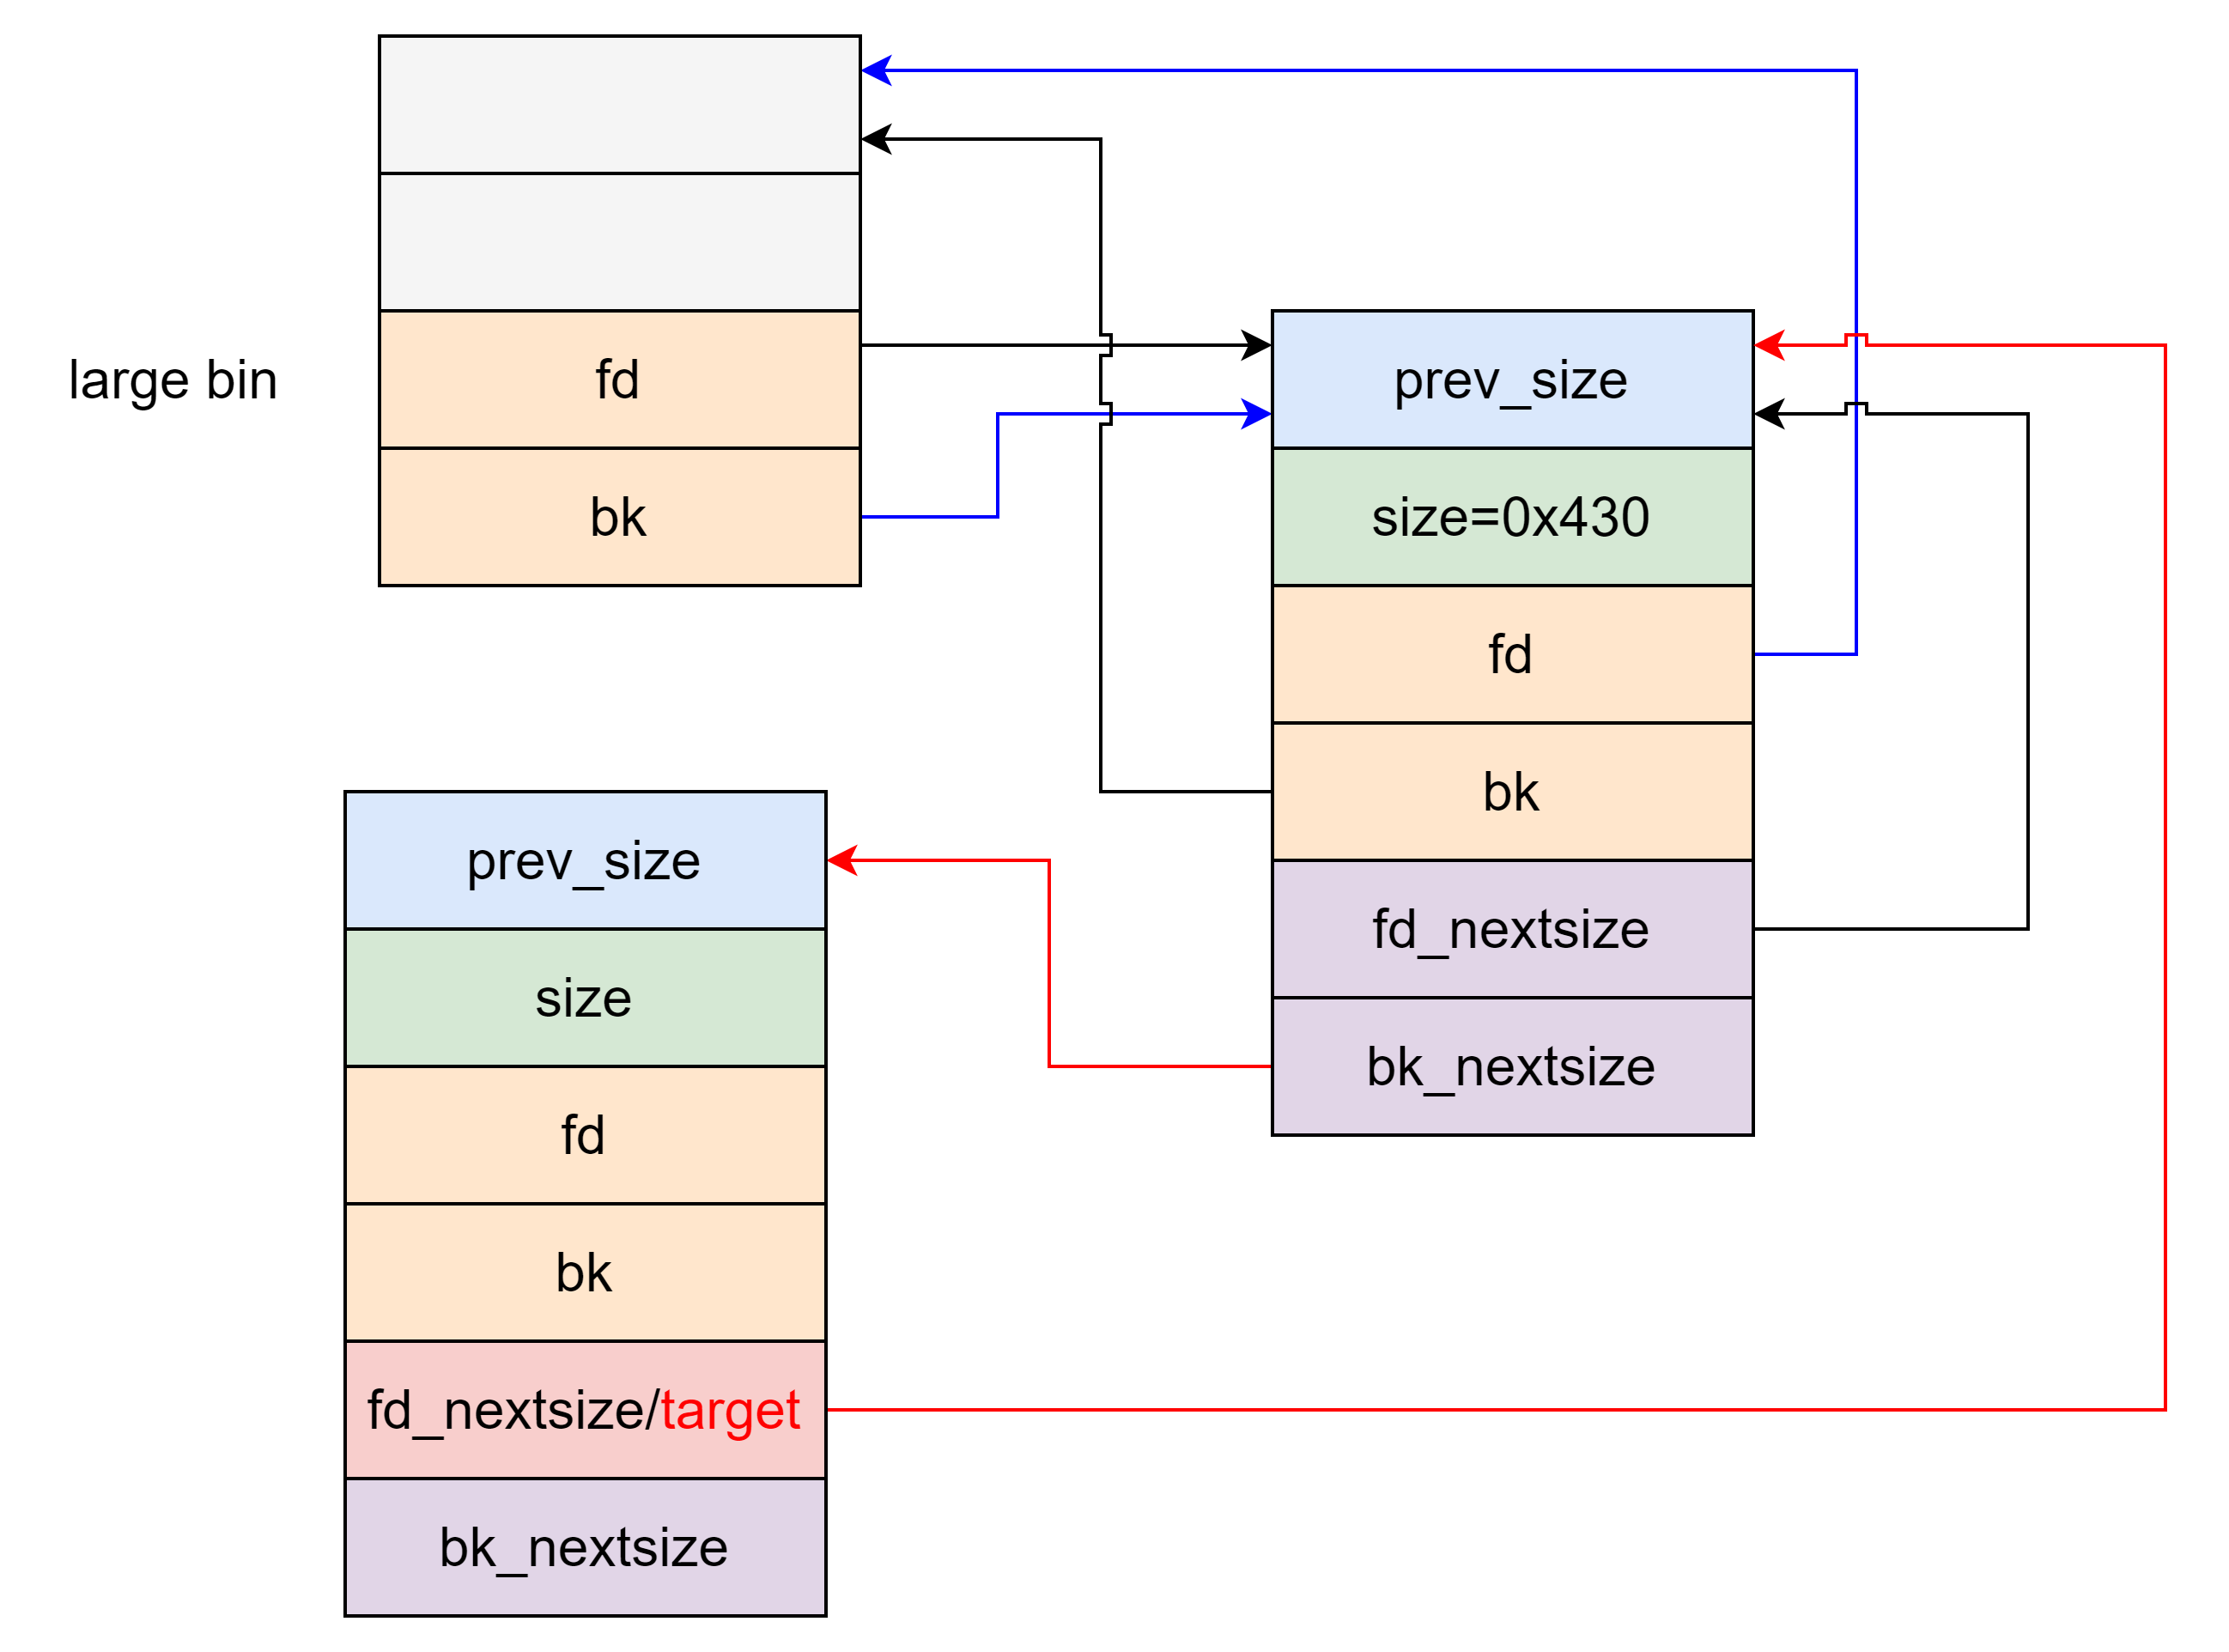 large bin
fd
bk
prev_size
size=0x430
fd
bk
fd_nextsize
bk_nextsize
prev_size
size
fd
bk
fd_nextsize/target
bk_nextsize